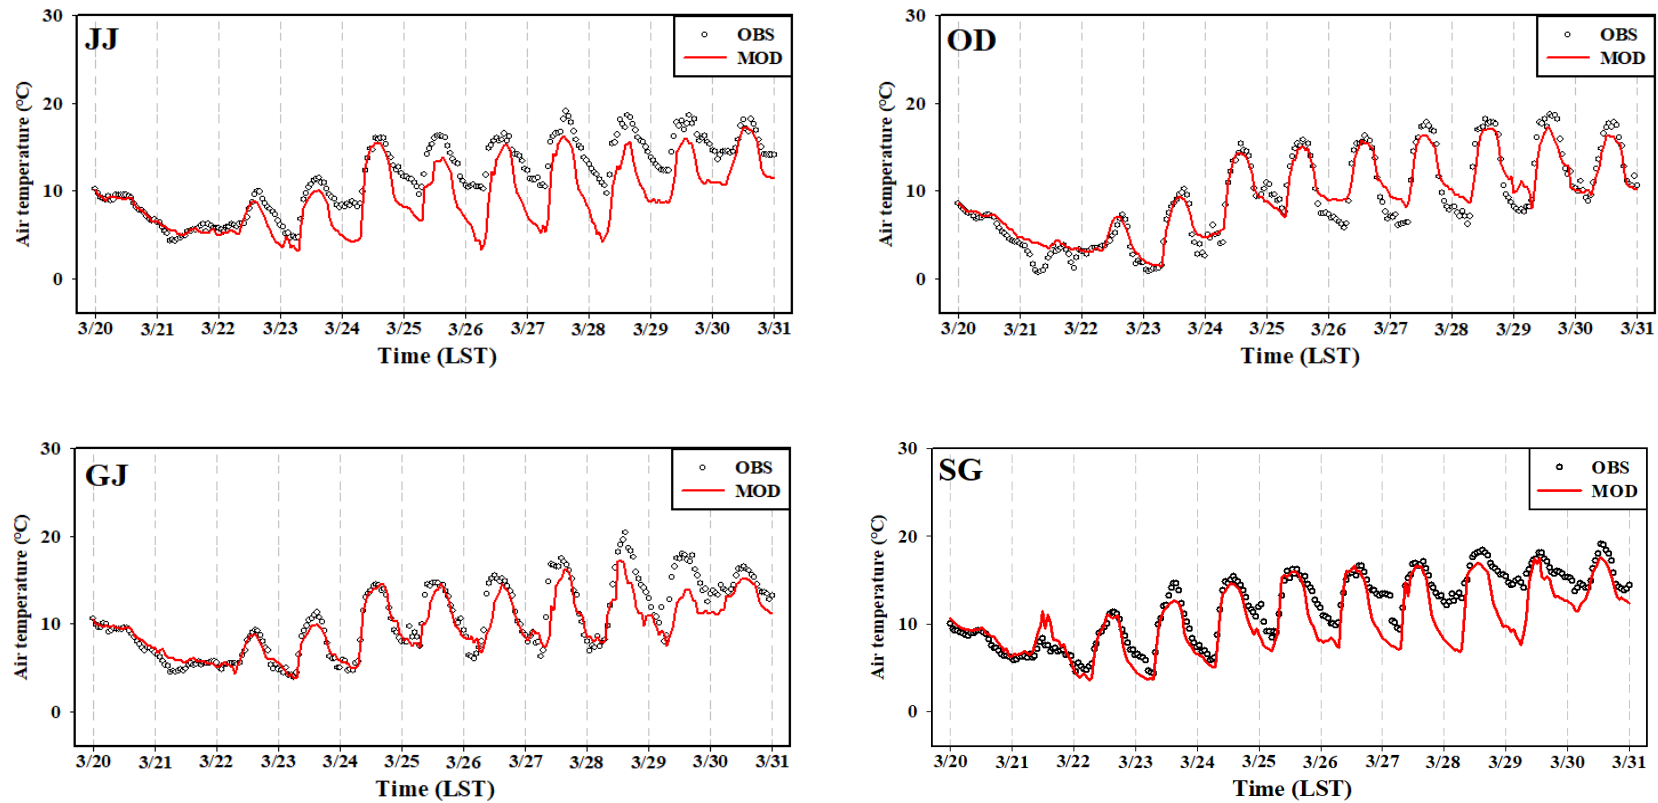 JJ
OBS
MOD
Air temperature (℃)
30
20
10
0
3/20 3/21 3/22 3/23 3/24 3/25 3/26 3/27 3/28 3/29 3/30 3/31
Time (LST)
OD
OBS
MOD
Air temperature (℃)
30
20
10
0
3/20 3/21 3/22 3/23 3/24 3/25 3/26 3/27 3/28 3/29 3/30 3/31
Time (LST)
GJ
OBS
MOD
Air temperature (℃)
30
20
10
0
3/20 3/21 3/22 3/23 3/24 3/25 3/26 3/27 3/28 3/29 3/30 3/31
Time (LST)
SG
OBS
MOD
Air temperature (℃)
30
20
10
0
3/20 3/21 3/22 3/23 3/24 3/25 3/26 3/27 3/28 3/29 3/30 3/31
Time (LST)